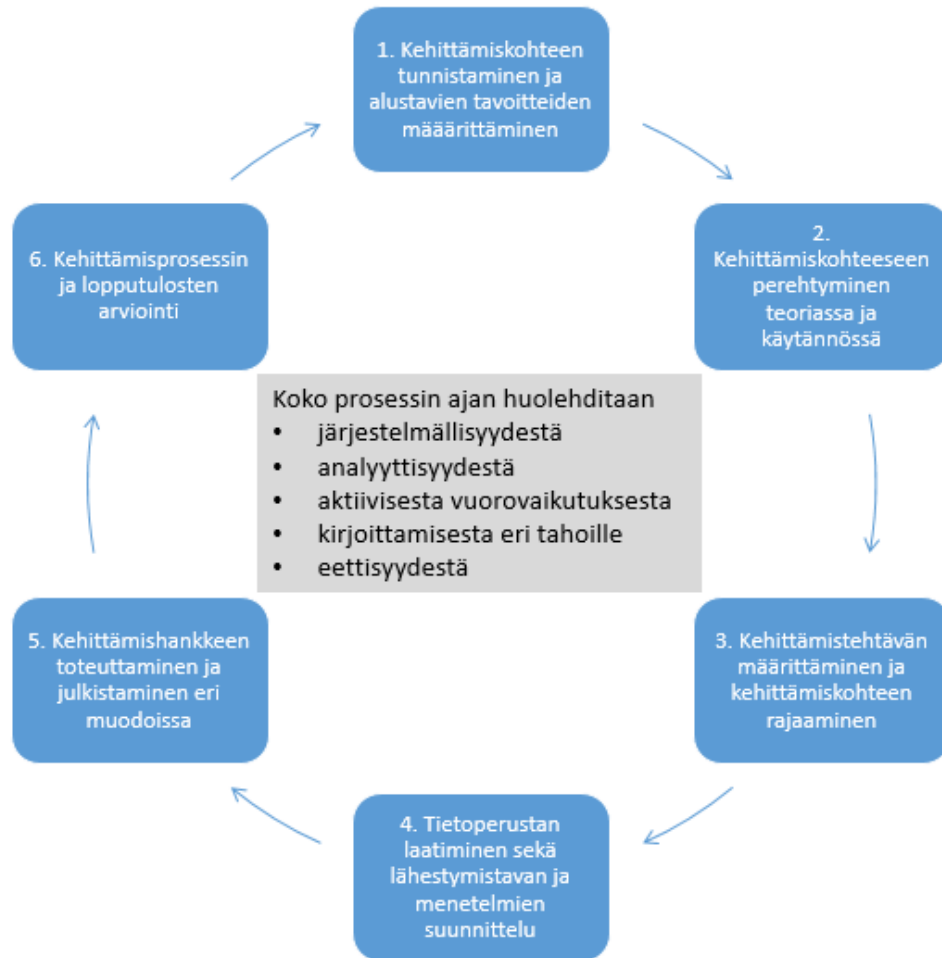 1. Kehittämiskohteen
tunnistaminen ja
alustavien tavoitteiden
määärittäminen
2.
Kehittämiskohteeseen
perehtyminen
teoriassa ja
käytännössä
3. Kehittämistehtävän
määrittäminen ja
kehittämiskohteen
rajaaminen
4. Tietoperustan
laatiminen sekä
lähestymistavan ja
menetelmien
suunnittelu
5. Kehittämishankkeen
toteuttaminen ja
julkistaminen eri
muodoissa
6. Kehittämisprosessin
ja lopputulosten
arviointi
Koko prosessin ajan huolehditaan
• järjestelmällisyydestä
• analyyttisyydestä
• aktiivisesta vuorovaikutuksesta
• kirjoittamisesta eri tahoille
• eettisyydestä